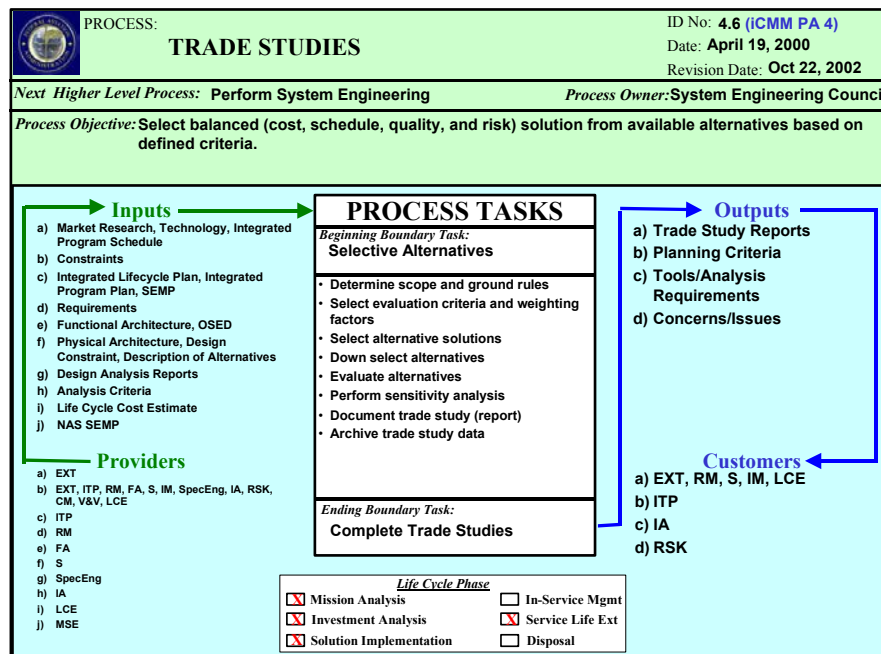 PROCESS:
TRADE STUDIES
ID No: 4.6 (iCMM PA 4)
Date: April 19, 2000
Revision Date: Oct 22, 2002
Next Higher Level Process: Perform System Engineering
Process Owner:System Engineering Counci
Process Objective: Select balanced (cost, schedule, quality, and risk) solution from available alternatives based on
defined criteria.
Inputs
a) Market Research, Technology, Integrated
Program Schedule
b) Constraints
c) Integrated Lifecycle Plan, Integrated
Program Plan, SEMP
d) Requirements
e) Functional Architecture, OSED
f) Physical Architecture, Design
Constraint, Description of Alternatives
g) Design Analysis Reports
h) Analysis Criteria
i) Life Cycle Cost Estimate
j) NAS SEMP
Providers
a) EXT
b) EXT, ITP, RM, FA, S, IM, SpecEng, IA, RSK,
CM, V&V, LCE
c) ITP
d) RM
e) FA
f) S
g) SpecEng
h) IA
i) LCE
j) MSE
PROCESS TASKS
Beginning Boundary Task:
Selective Alternatives
• Determine scope and ground rules
• Select evaluation criteria and weighting
factors
• Select alternative solutions
• Down select alternatives
• Evaluate alternatives
• Perform sensitivity analysis
• Document trade study (report)
• Archive trade study data
Ending Boundary Task:
Complete Trade Studies
Outputs
a) Trade Study Reports
b) Planning Criteria
c) Tools/Analysis
Requirements
d) Concerns/Issues
Customers
a) EXT, RM, S, IM, LCE
b) ITP
c) IA
d) RSK
Life Cycle Phase
X Mission Analysis
In-Service Mgmt
X Investment Analysis
X Service Life Ext
X Solution Implementation
Disposal